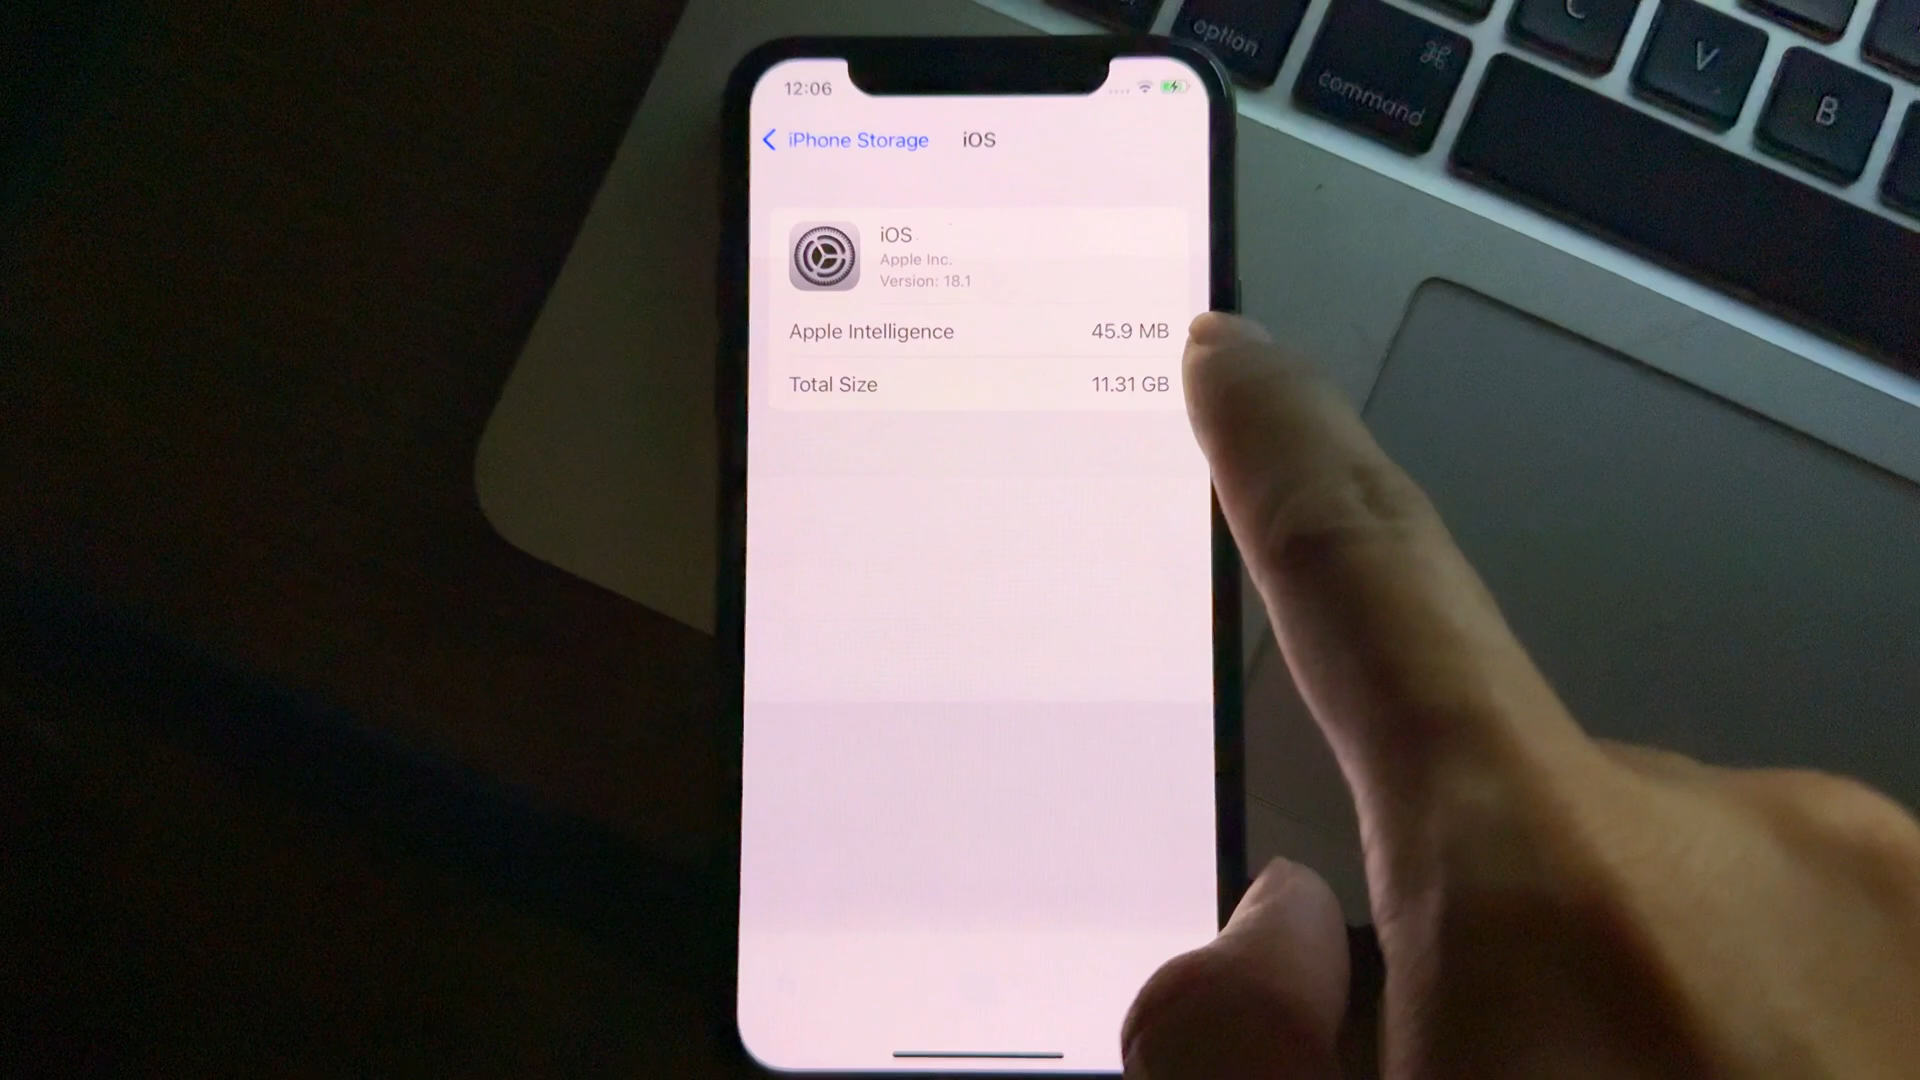 option
⌘
command
C
V
B
12:06
iPhone Storage iOS
iOS
Apple Inc.
Version: 18.1
Apple Intelligence 45.9 MB
Total Size 11.31 GB